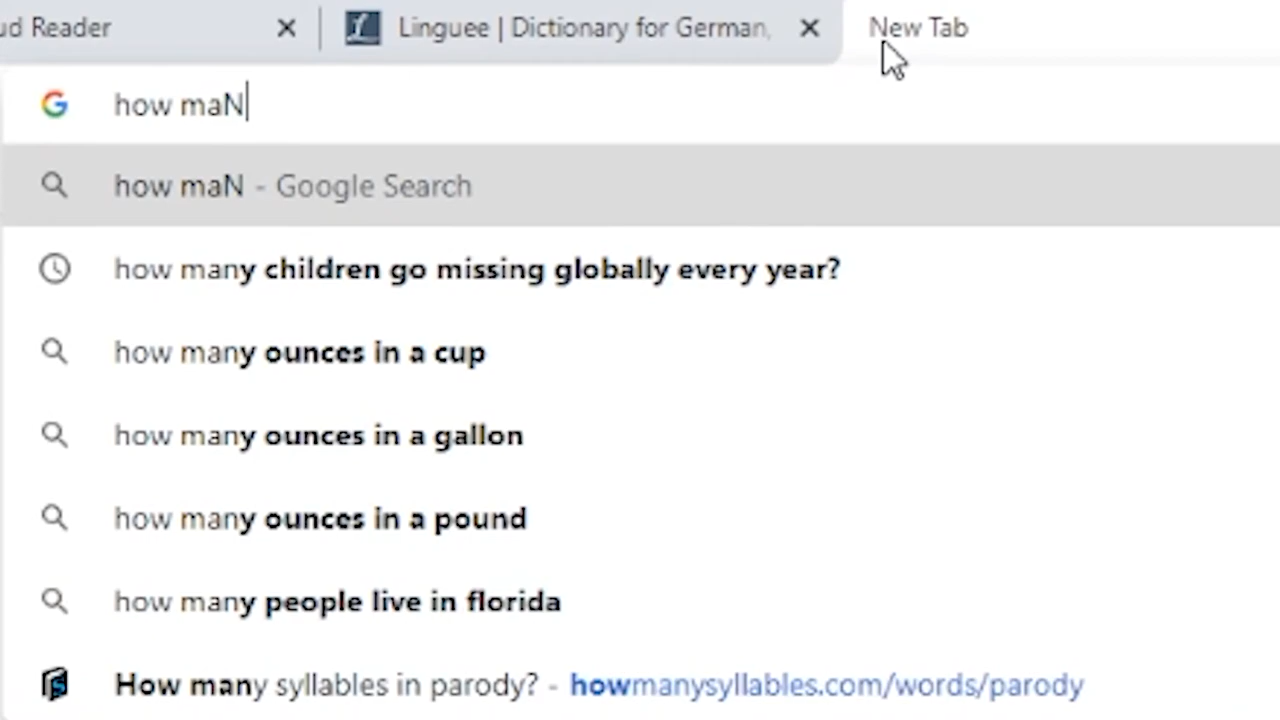 ud Reader
Linguee | Dictionary for German,
New Tab
how maN
how maN - Google Search
how many children go missing globally every year?
how many ounces in a cup
how many ounces in a gallon
how many ounces in a pound
how many people live in florida
How many syllables in parody? - howmanysyllables.com/words/parody